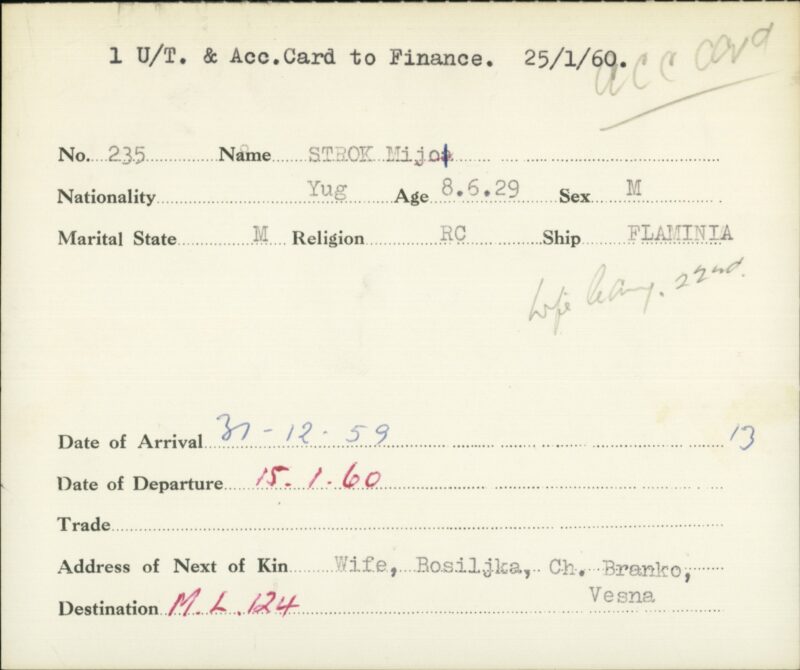 1 U/T. & Acc.Card to Finance. 25/1/60.
acc card
No. 235 Name STROK Mijo
Nationality Yug Age 8.6.29 Sex M
Marital State M Religion RC Ship FLAMINIA
Wife 22nd.
Date of Arrival 31-12-59 13
Date of Departure 15.1.60
Trade
Address of Next of Kin Wife, Rosiljka, Ch. Branko,
Vesna
Destination M.L.124